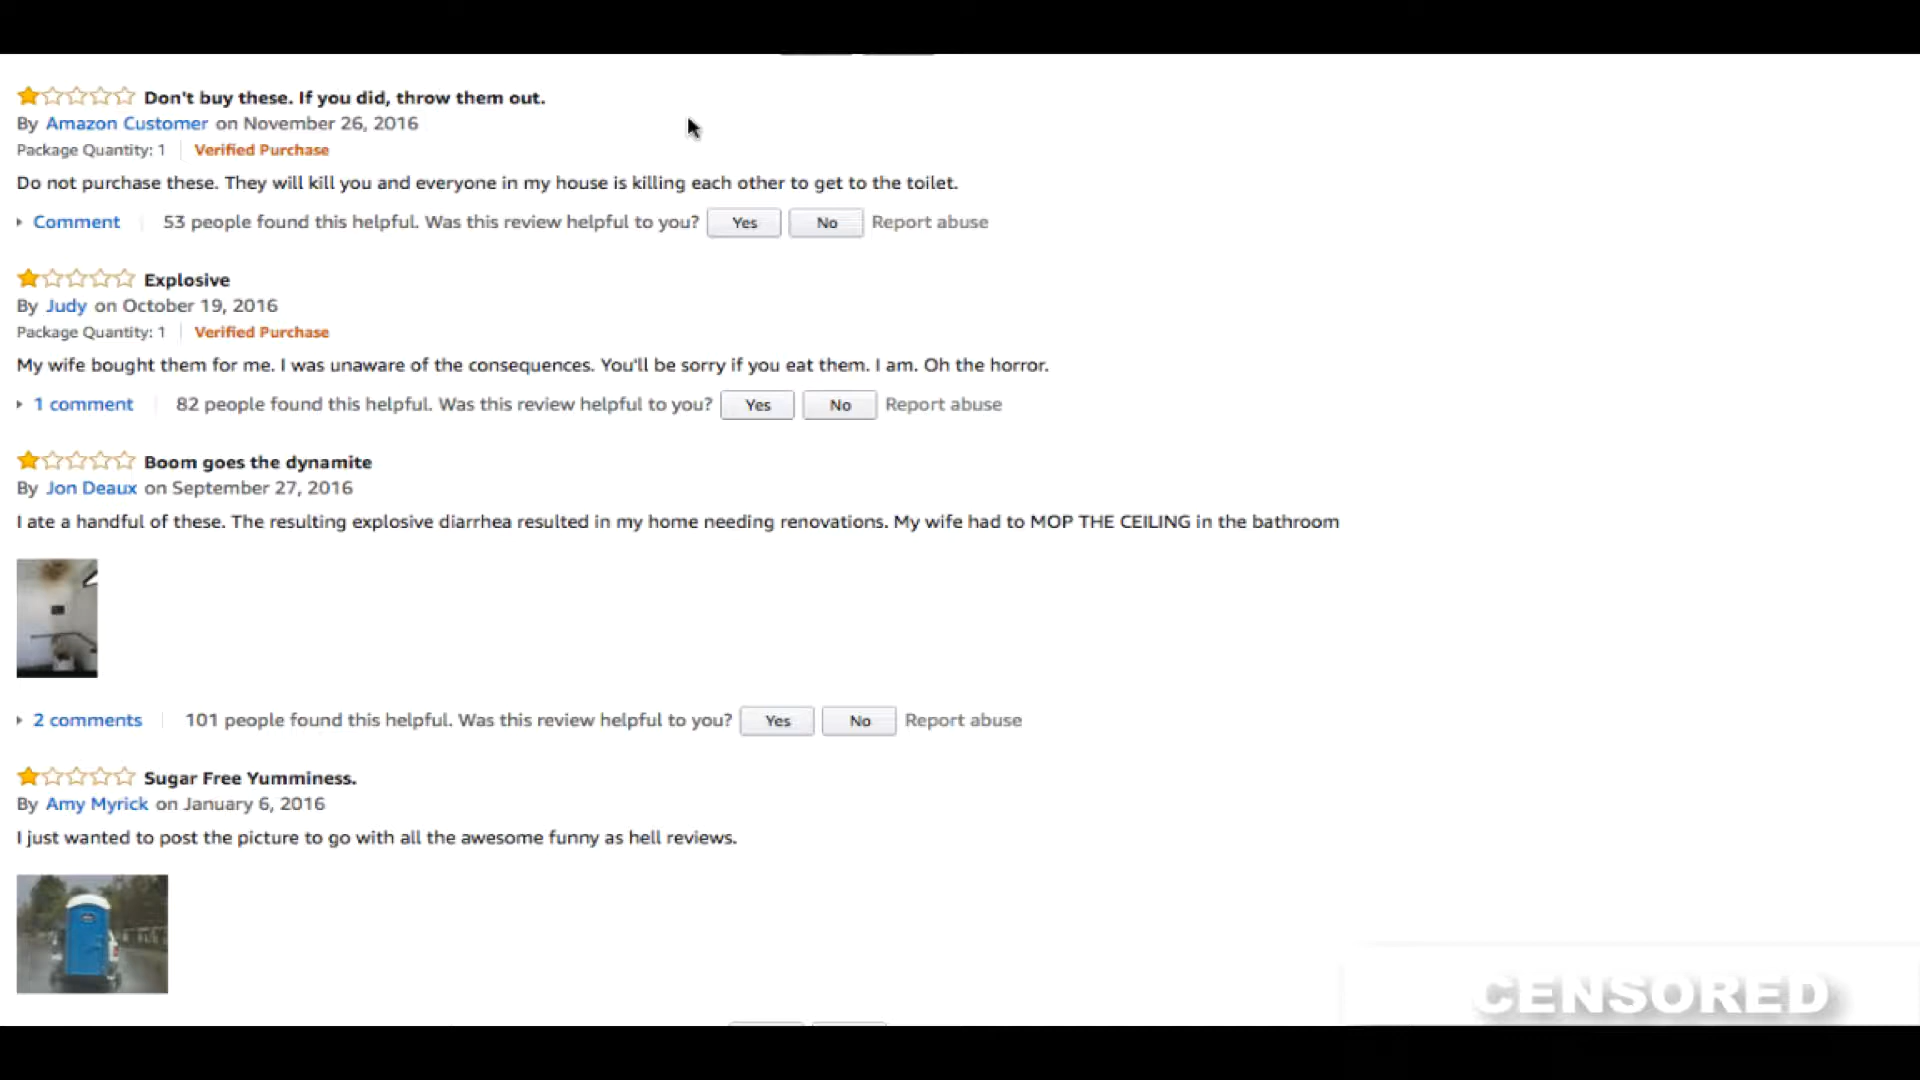 Don't buy these. If you did, throw them out.
By Amazon Customer on November 26, 2016
Package Quantity: 1 Verified Purchase
Do not purchase these. They will kill you and everyone in my house is killing each other to get to the toilet.
Comment 53 people found this helpful. Was this review helpful to you? Yes No Report abuse
Explosive
By Judy on October 19, 2016
Package Quantity: 1 Verified Purchase
My wife bought them for me. I was unaware of the consequences. You'll be sorry if you eat them. I am. Oh the horror.
1 comment 82 people found this helpful. Was this review helpful to you? Yes No Report abuse
Boom goes the dynamite
By Jon Deaux on September 27, 2016
I ate a handful of these. The resulting explosive diarrhea resulted in my home needing renovations. My wife had to MOP THE CEILING in the bathroom
2 comments 101 people found this helpful. Was this review helpful to you? Yes No Report abuse
Sugar Free Yumminess.
By Amy Myrick on January 6, 2016
I just wanted to post the picture to go with all the awesome funny as hell reviews.
CENSORED